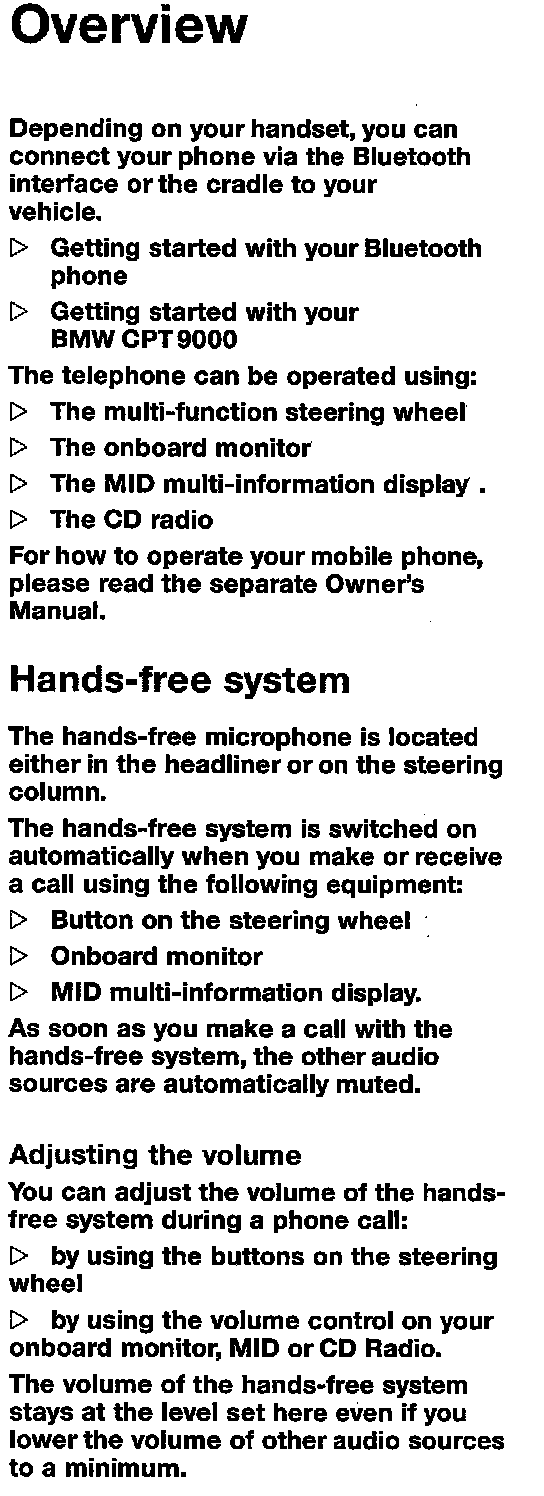 Overview
Depending on your handset, you can
connect your phone via the Bluetooth
interface or the cradle to your
vehicle.
▷ Getting started with your Bluetooth
phone
▷ Getting started with your
BMW CPT 9000
The telephone can be operated using:
▷ The multi-function steering wheel
▷ The onboard monitor
▷ The MID multi-information display .
▷ The CD radio
For how to operate your mobile phone,
please read the separate Owner's
Manual.
Hands-free system
The hands-free microphone is located
either in the headliner or on the steering
column.
The hands-free system is switched on
automatically when you make or receive
a call using the following equipment:
▷ Button on the steering wheel
▷ Onboard monitor
▷ MID multi-information display.
As soon as you make a call with the
hands-free system, the other audio
sources are automatically muted.
Adjusting the volume
You can adjust the volume of the hands-
free system during a phone call:
▷ by using the buttons on the steering
wheel
▷ by using the volume control on your
onboard monitor, MID or CD Radio.
The volume of the hands-free system
stays at the level set here even if you
lower the volume of other audio sources
to a minimum.